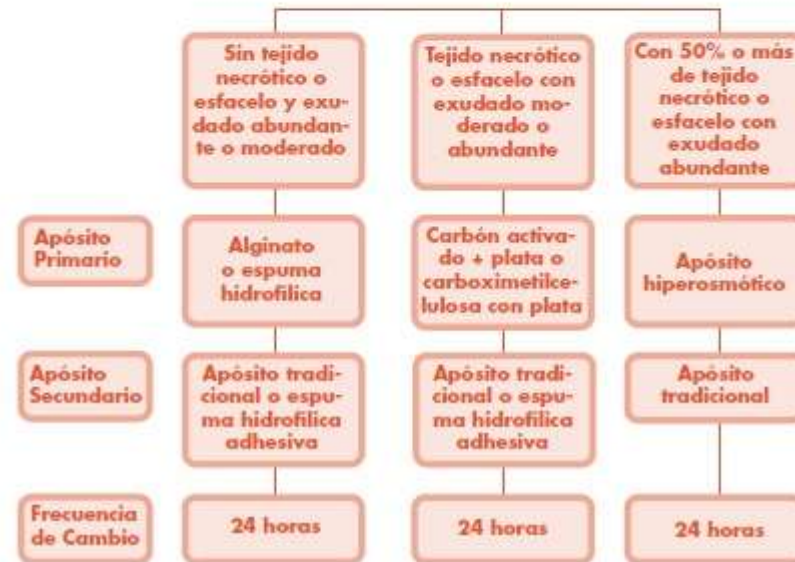 Sin tejido
necrótico o
esfacelo y exu-
dado abundan-
te o moderado
Tejido necrótico
o esfacelo con
exudado mo-
derado o
abundante
Con 50% o más
de tejido
necrótico o
esfacelo con
exudado
abundante
Apósito
Primario
Alginato
o espuma
hidrofílica
Carbón activa-
do + plata o
carboximetilce-
lulosa con plata
Apósito
hiperosmótico
Apósito
Secundario
Apósito tradi-
cional o espu-
ma hidrofílica
adhesiva
Apósito tradi-
cional o espu-
ma hidrofílica
adhesiva
Apósito
tradicional
Frecuencia
de Cambio
24 horas
24 horas
24 horas